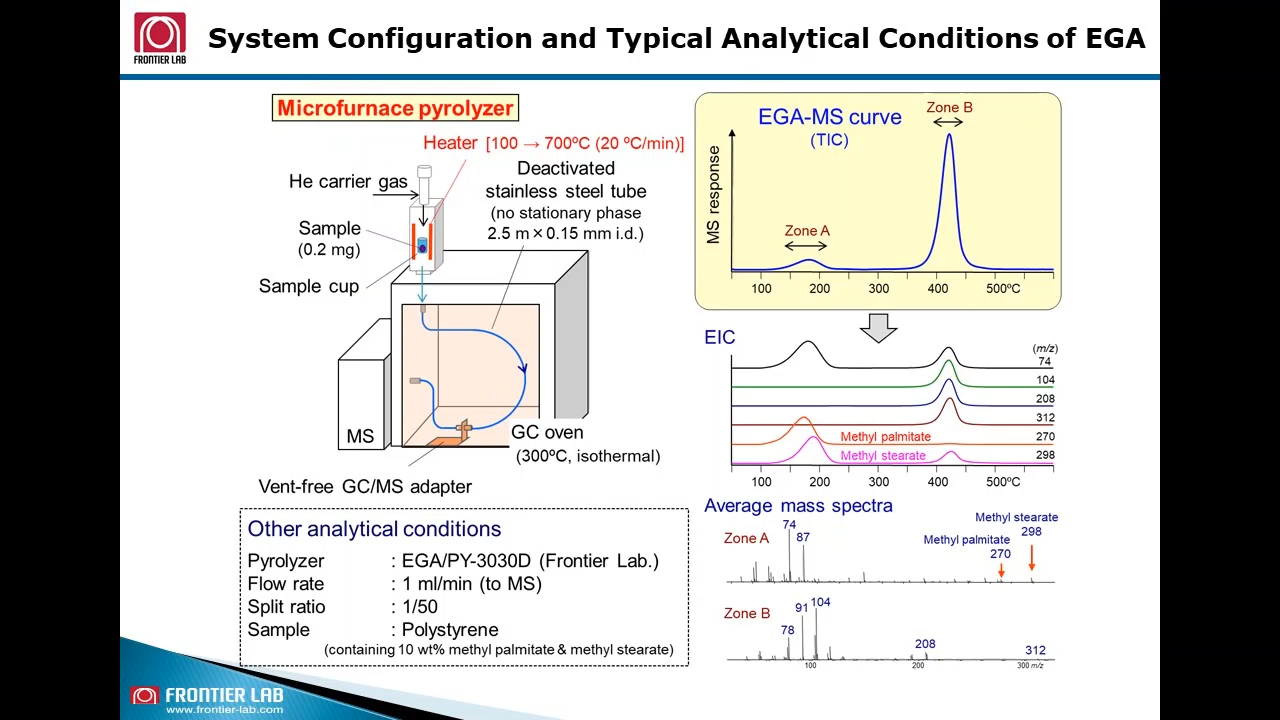 FRONTIER LAB
System Configuration and Typical Analytical Conditions of EGA
Microfurnace pyrolyzer
Heater [100 → 700ºC (20 ºC/min)]
He carrier gas
Deactivated
stainless steel tube
(no stationary phase
2.5 m × 0.15 mm i.d.)
Sample
(0.2 mg)
Sample cup
MS
GC oven
(300ºC, isothermal)
Vent-free GC/MS adapter
Other analytical conditions
Pyrolyzer : EGA/PY-3030D (Frontier Lab.)
Flow rate : 1 ml/min (to MS)
Split ratio : 1/50
Sample : Polystyrene
(containing 10 wt% methyl palmitate & methyl stearate)
EGA-MS curve
(TIC)
Zone B
Zone A
MS response
100 200 300 400 500ºC
EIC
(m/z)
74
104
208
312
Methyl palmitate 270
Methyl stearate 298
100 200 300 400 500ºC
Average mass spectra
Zone A
74
87
Methyl palmitate
270
Methyl stearate
298
Zone B
78
91
104
208
312
100 200 300 m/z
FRONTIER LAB
www.frontier-lab.com